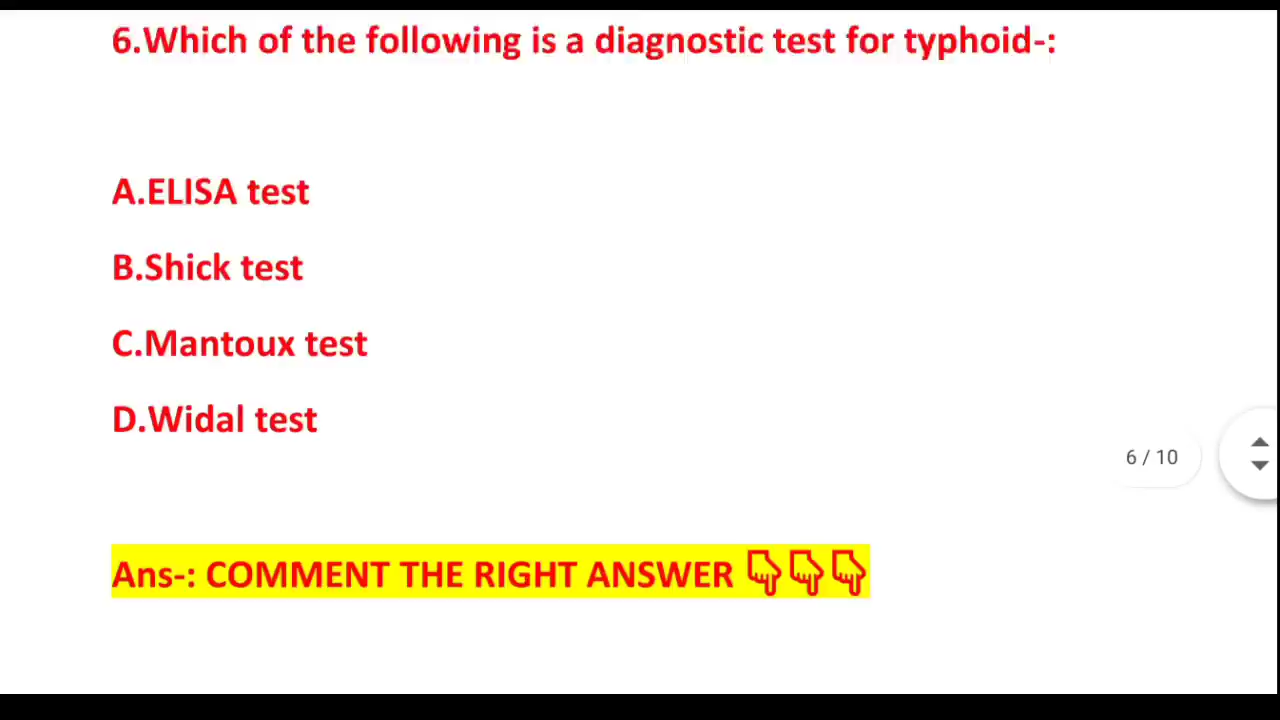 6.Which of the following is a diagnostic test for typhoid-:
A.ELISA test
B.Shick test
C.Mantoux test
D.Widal test
6 / 10
Ans-: COMMENT THE RIGHT ANSWER 👇👇👇